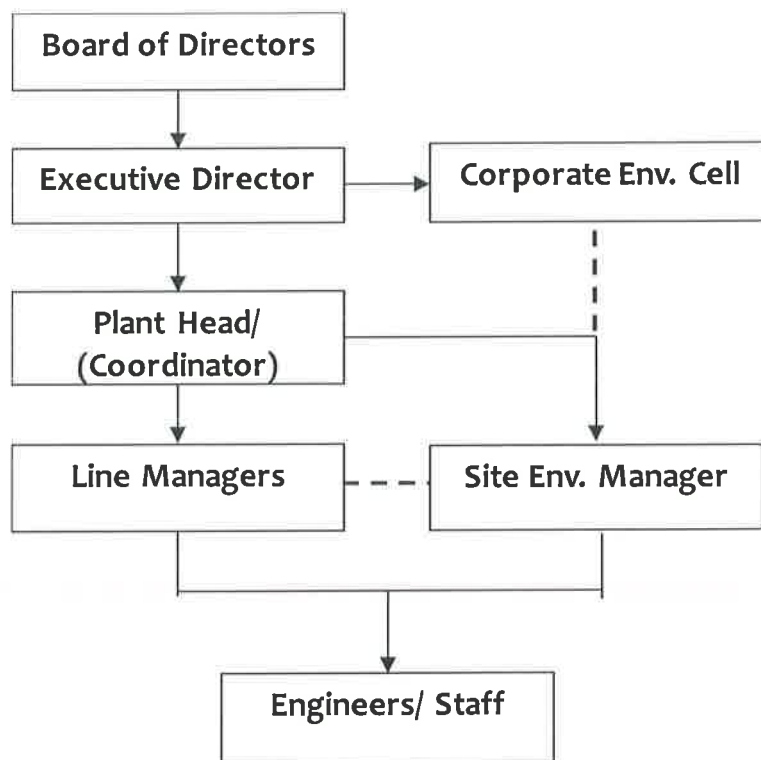 Board of Directors
Executive Director
Corporate Env. Cell
Plant Head/
(Coordinator)
Line Managers
Site Env. Manager
Engineers/ Staff